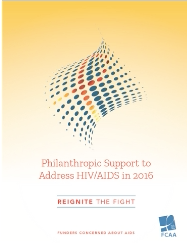 Philanthropic Support to
Address HIV/AIDS in 2016
REIGNITE THE FIGHT
FUNDERS CONCERNED ABOUT AIDS
FCAA